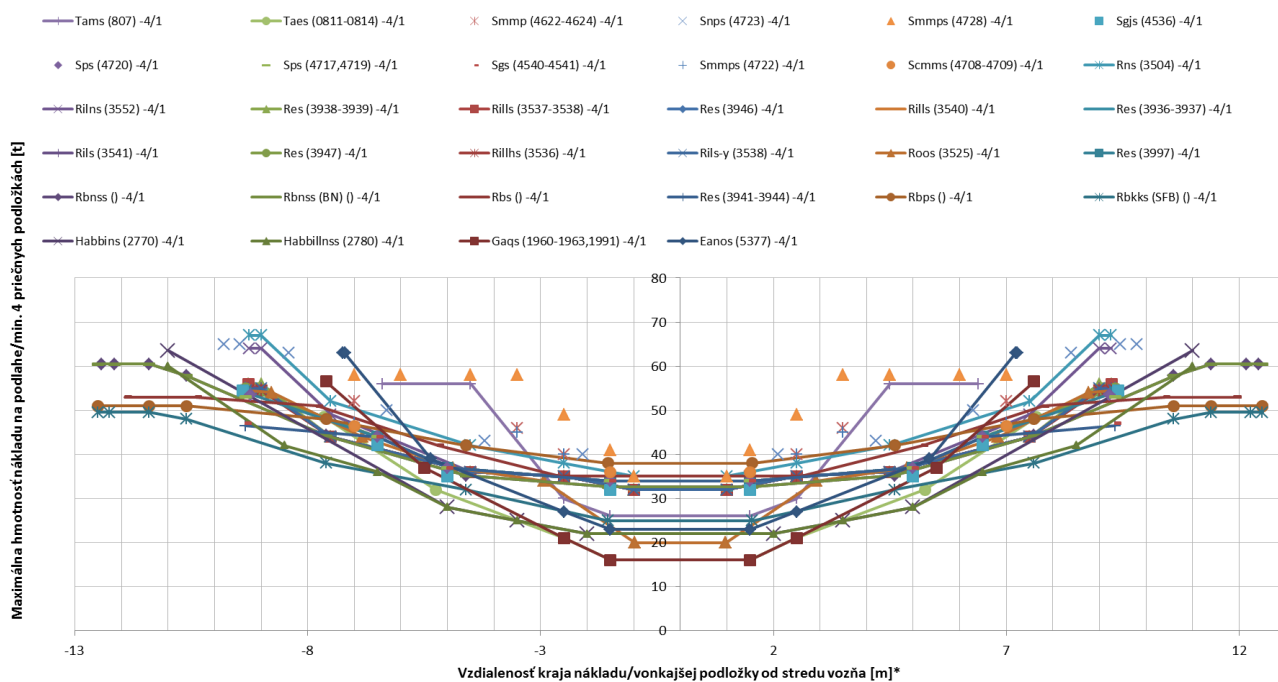 Tams (807) -4/1 Taes (0811-0814) -4/1 Smmp (4622-4624) -4/1 Snps (4723) -4/1 Smmps (4728) -4/1 Sgjs (4536) -4/1
Sps (4720) -4/1 Sps (4717,4719) -4/1 Sgs (4540-4541) -4/1 Smmps (4722) -4/1 Scmms (4708-4709) -4/1 Rns (3504) -4/1
Rilns (3552) -4/1 Res (3938-3939) -4/1 Rills (3537-3538) -4/1 Res (3946) -4/1 Rills (3540) -4/1 Res (3936-3937) -4/1
Rils (3541) -4/1 Res (3947) -4/1 Rillhs (3536) -4/1 Rils-y (3538) -4/1 Roos (3525) -4/1 Res (3997) -4/1
Rbnss () -4/1 Rbnss (BN) () -4/1 Rbs () -4/1 Res (3941-3944) -4/1 Rbps () -4/1 Rbkks (SFB) () -4/1
Habbins (2770) -4/1 Habbillnss (2780) -4/1 Gaqs (1960-1963,1991) -4/1 Eanos (5377) -4/1
Maximálna hmotnosť nákladu na podlahe/min. 4 priečnych podložkách [t]
80
70
60
50
40
30
20
10
0
-13 -8 -3 2 7 12
Vzdialenosť kraja nákladu/vonkajšej podložky od stredu vozňa [m]*